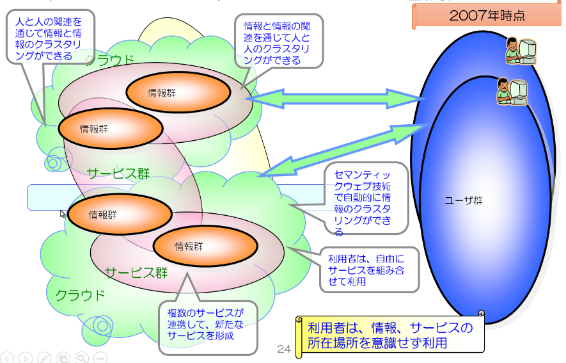 2007年時点
人と人の関連を
通じて情報と情
報のクラスタリ
ングができる
情報と情報の関
連を通じて人と
人のクラスタリ
ングができる
クラウド
情報群
情報群
サービス群
セマンティッ
クウェブ技術
で自動的に情
報のクラスタ
リングができ
る
情報群
ユーザ群
情報群
サービス群
利用者は、自由に
サービスを組み合
せて利用
クラウド
複数のサービスが
連携して、新たな
サービスを形成
利用者は、情報、サービスの
所在場所を意識せず利用
24